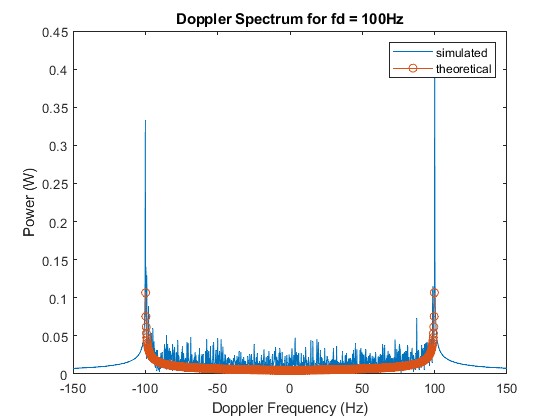 Doppler Spectrum for fd = 100Hz
simulated
theoretical
0.45
0.4
0.35
0.3
0.25
0.2
0.15
0.1
0.05
0
Power (W)
-150 -100 -50 0 50 100 150
Doppler Frequency (Hz)